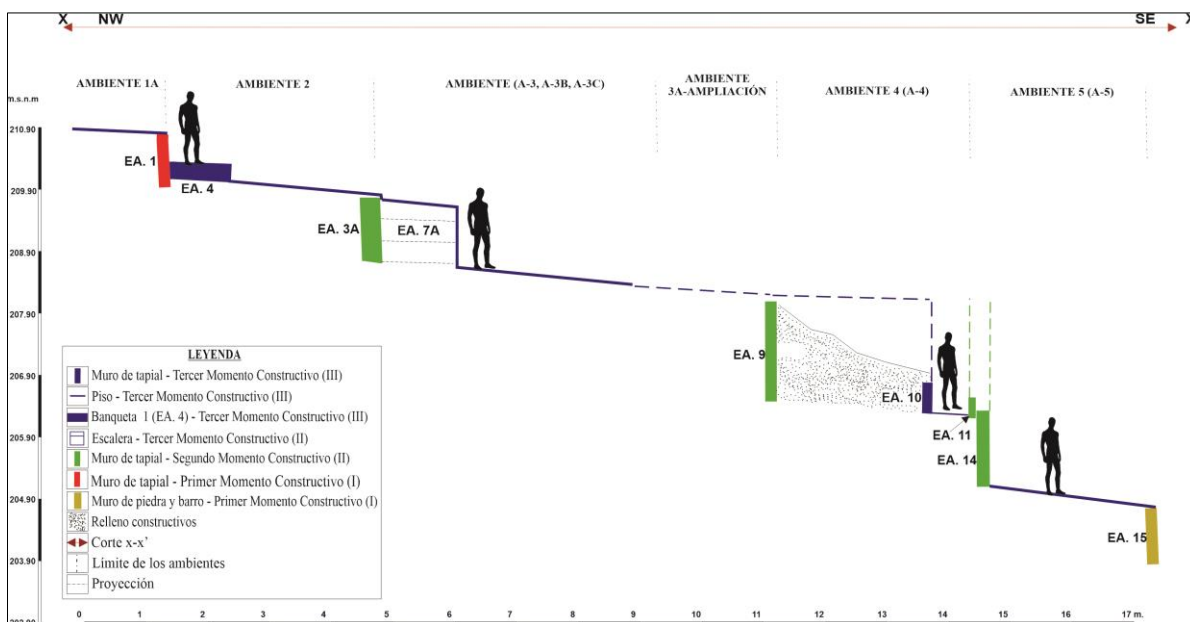 X NW SE X
AMBIENTE 1A
AMBIENTE 2
AMBIENTE (A-3, A-3B, A-3C)
AMBIENTE
3A-AMPLIACIÓN
AMBIENTE 4 (A-4)
AMBIENTE 5 (A-5)
m.s.n.m
210.90
209.90
208.90
207.90
206.90
205.90
204.90
203.90
EA. 1
EA. 4
EA. 3A
EA. 7A
EA. 9
EA. 10
EA. 11
EA. 14
EA. 15
LEYENDA
Muro de tapial - Tercer Momento Constructivo (III)
Piso - Tercer Momento Constructivo (III)
Banqueta 1 (EA. 4) - Tercer Momento Constructivo (III)
Escalera - Tercer Momento Constructivo (II)
Muro de tapial - Segundo Momento Constructivo (II)
Muro de tapial - Primer Momento Constructivo (I)
Muro de piedra y barro - Primer Momento Constructivo (I)
Relleno constructivos
Corte x-x’
Límite de los ambientes
Proyección
0 1 2 3 4 5 6 7 8 9 10 11 12 13 14 15 16 17 m.